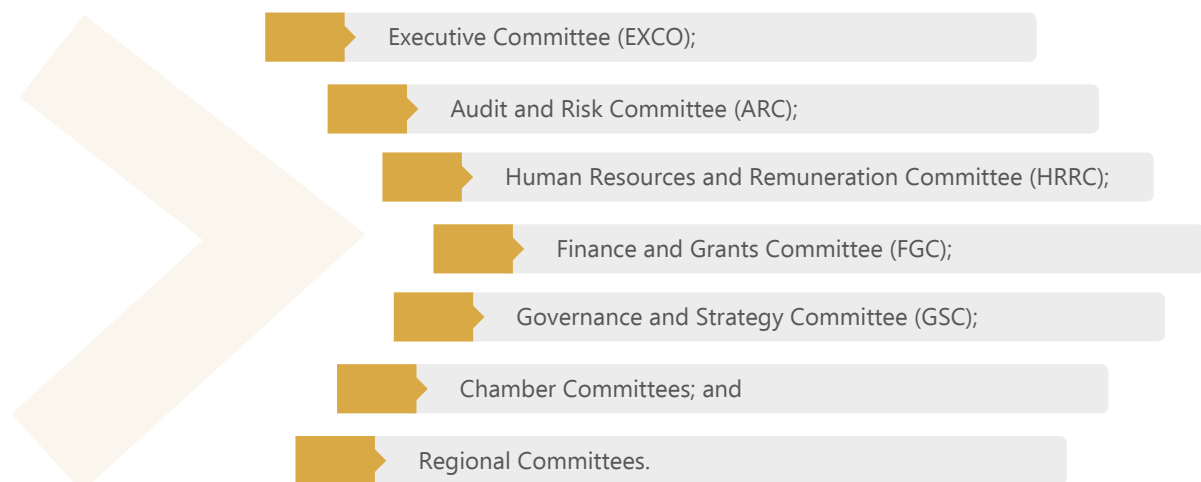 Executive Committee (EXCO);
Audit and Risk Committee (ARC);
Human Resources and Remuneration Committee (HRRC);
Finance and Grants Committee (FGC);
Governance and Strategy Committee (GSC);
Chamber Committees; and
Regional Committees.